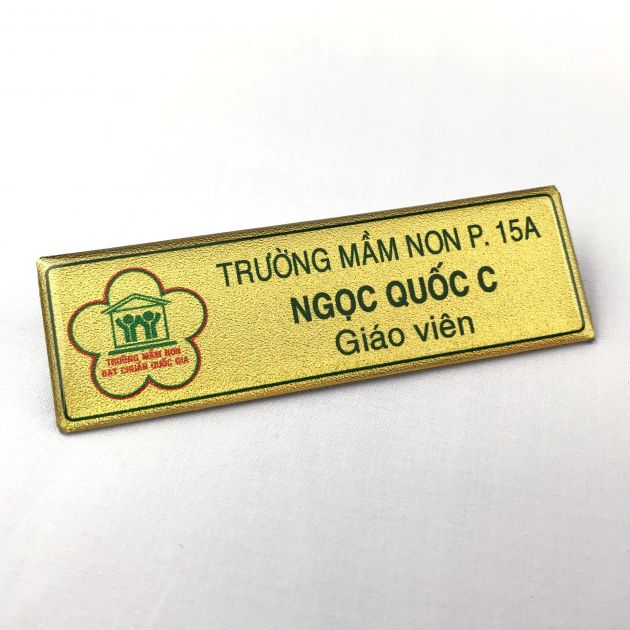 TRƯỜNG MẦM NON P. 15A
NGỌC QUỐC C
Giáo viên
TRƯỜNG MẦM NON
ĐẠT CHUẨN QUỐC GIA